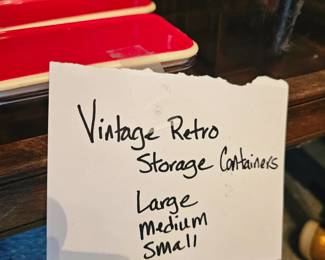 Vintage Retro
Storage Containers
Large
medium
Small